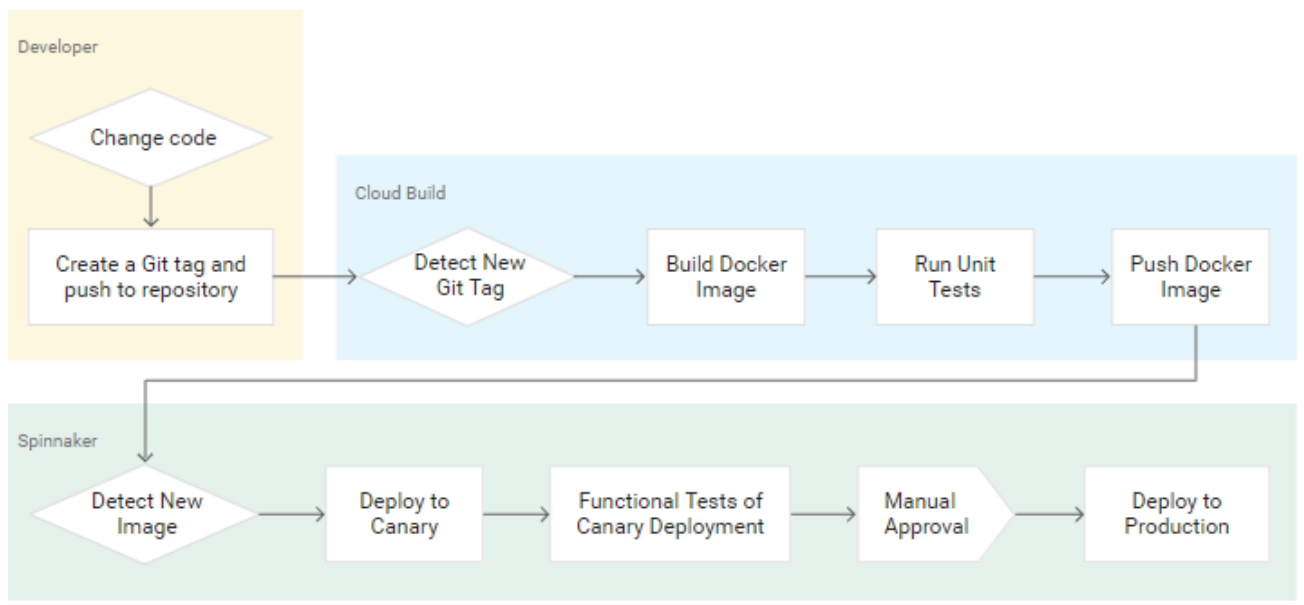 Developer
Change code
Create a Git tag and
push to repository
Cloud Build
Detect New
Git Tag
Build Docker
Image
Run Unit
Tests
Push Docker
Image
Spinnaker
Detect New
Image
Deploy to
Canary
Functional Tests of
Canary Deployment
Manual
Approval
Deploy to
Production